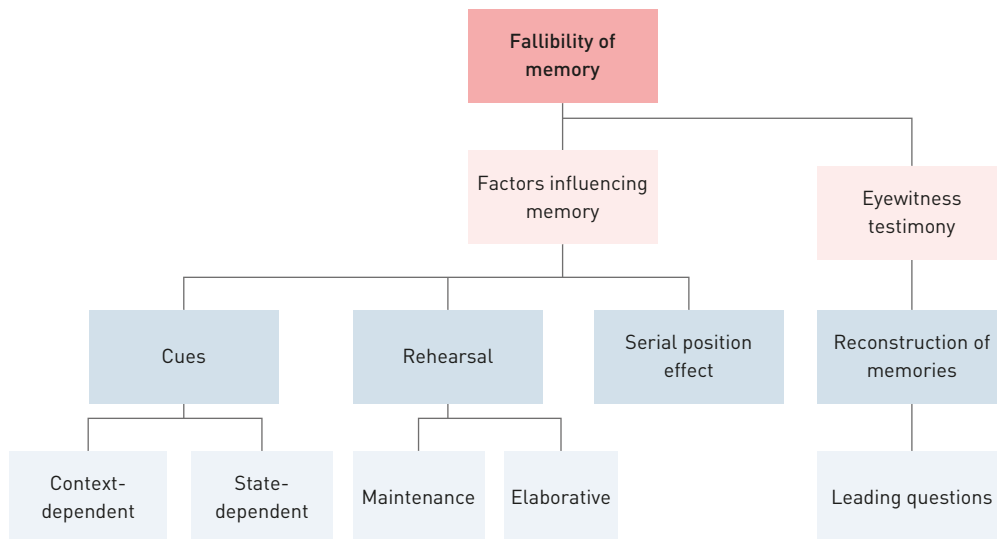 Fallibility of
memory
Factors influencing
memory
Eyewitness
testimony
Cues
Rehearsal
Serial position
effect
Reconstruction of
memories
Context-
dependent
State-
dependent
Maintenance
Elaborative
Leading questions